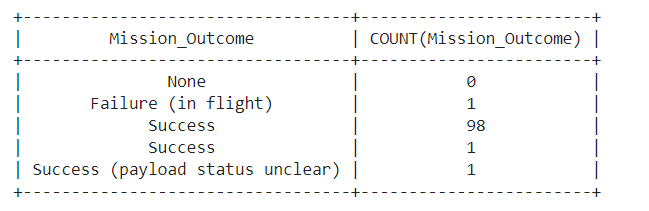 +----------------------------------+------------------------+
|         Mission_Outcome          | COUNT(Mission_Outcome) |
+----------------------------------+------------------------+
|               None               |           0            |
|       Failure (in flight)        |           1            |
|             Success              |           98           |
|             Success              |           1            |
| Success (payload status unclear) |           1            |
+----------------------------------+------------------------+